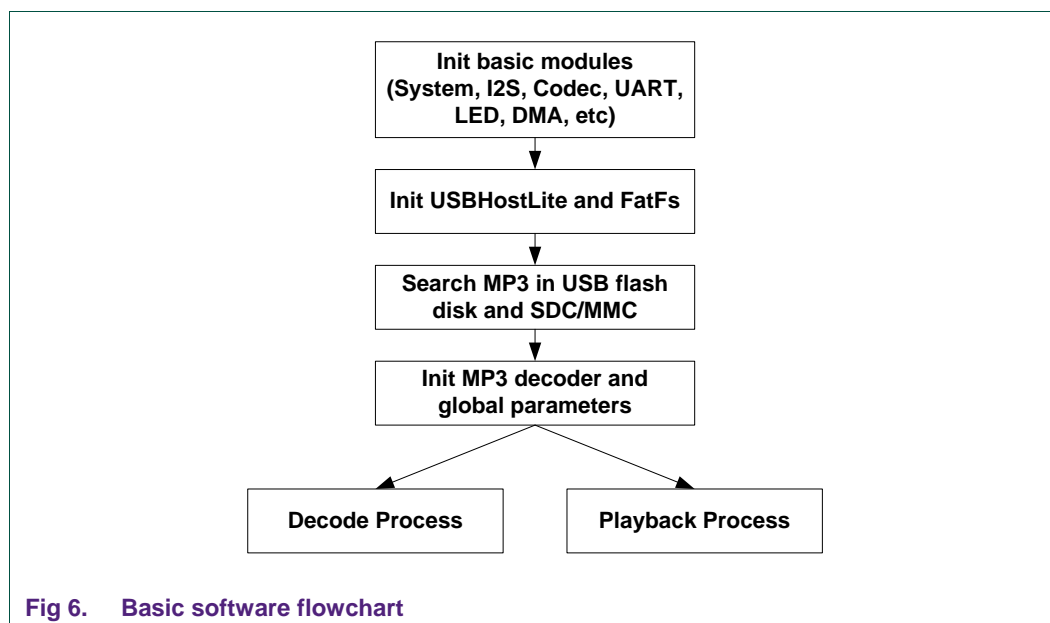 Init basic modules
(System, I2S, Codec, UART,
LED, DMA, etc)
Init USBHostLite and FatFs
Search MP3 in USB flash
disk and SDC/MMC
Init MP3 decoder and
global parameters
Decode Process
Playback Process
Fig 6. Basic software flowchart